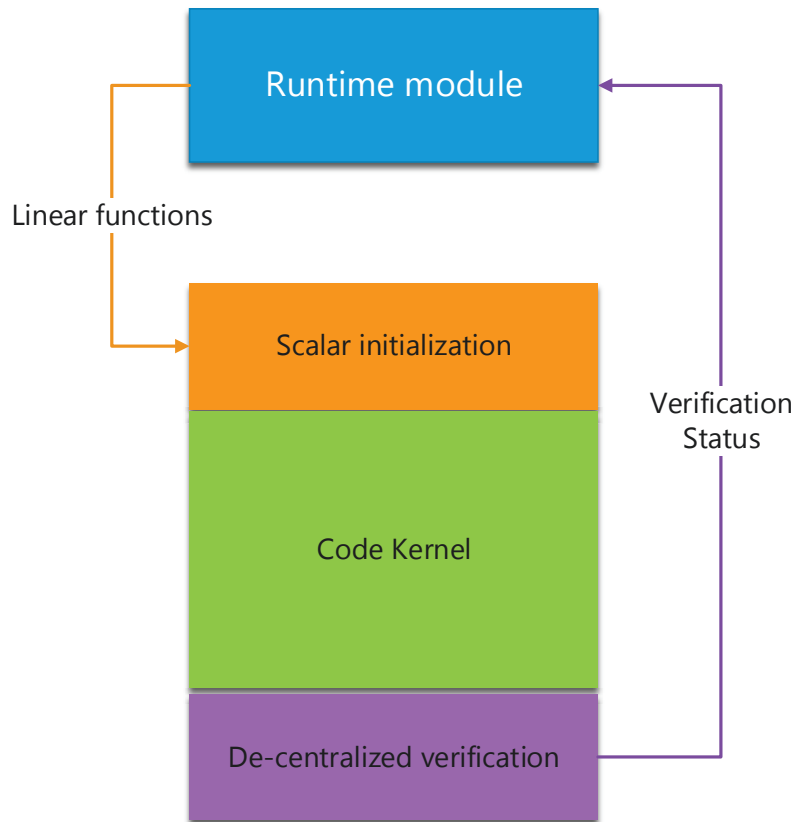 Runtime module
Linear functions
Scalar initialization
Verification
Status
Code Kernel
De-centralized verification